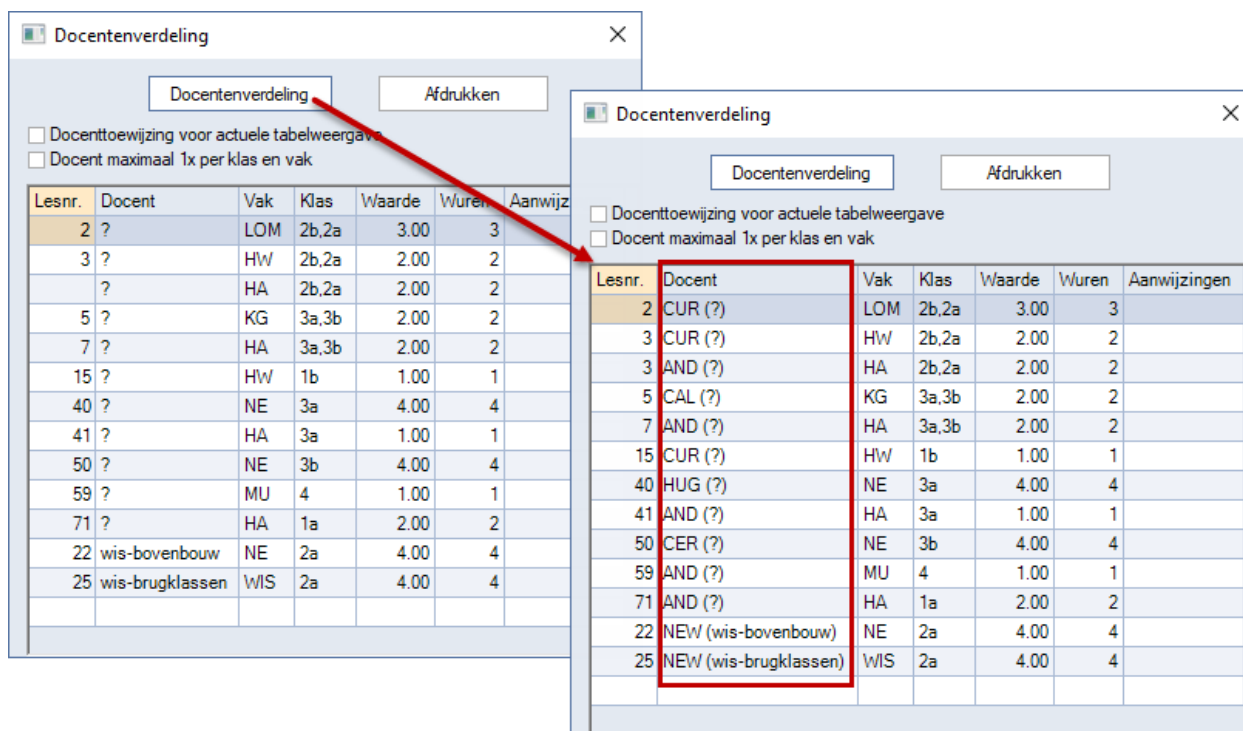 Docentenverdeling
Docentenverdeling Afdrukken
Docenttoewijzing voor actuele tabelweergave
Docent maximaal 1x per klas en vak
Lesnr. Docent Vak Klas Waarde Wuren Aanwijz
2 ? LOM 2b,2a 3.00 3
3 ? HW 2b,2a 2.00 2
? HA 2b,2a 2.00 2
5 ? KG 3a,3b 2.00 2
7 ? HA 3a,3b 2.00 2
15 ? HW 1b 1.00 1
40 ? NE 3a 4.00 4
41 ? HA 3a 1.00 1
50 ? NE 3b 4.00 4
59 ? MU 4 1.00 1
71 ? HA 1a 2.00 2
22 wis-bovenbouw NE 2a 4.00 4
25 wis-brugklassen WIS 2a 4.00 4
Docentenverdeling
Docentenverdeling Afdrukken
Docenttoewijzing voor actuele tabelweergave
Docent maximaal 1x per klas en vak
Lesnr. Docent Vak Klas Waarde Wuren Aanwijzingen
2 CUR (?) LOM 2b,2a 3.00 3
3 CUR (?) HW 2b,2a 2.00 2
3 AND (?) HA 2b,2a 2.00 2
5 CAL (?) KG 3a,3b 2.00 2
7 AND (?) HA 3a,3b 2.00 2
15 CUR (?) HW 1b 1.00 1
40 HUG (?) NE 3a 4.00 4
41 AND (?) HA 3a 1.00 1
50 CER (?) NE 3b 4.00 4
59 AND (?) MU 4 1.00 1
71 AND (?) HA 1a 2.00 2
22 NEW (wis-bovenbouw) NE 2a 4.00 4
25 NEW (wis-brugklassen) WIS 2a 4.00 4